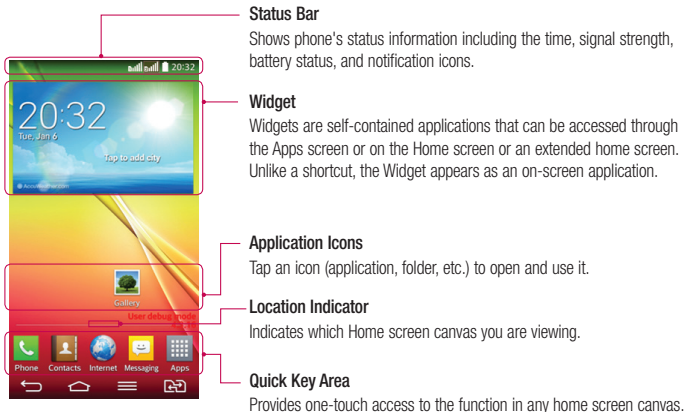 Status Bar
Shows phone's status information including the time, signal strength,
battery status, and notification icons.
20:32
Widget
Widgets are self-contained applications that can be accessed through
the Apps screen or on the Home screen or an extended home screen.
Unlike a shortcut, the Widget appears as an on-screen application.
20:32
Tue, Jan 6
Tap to add city
AccuWeather.com
Application Icons
Tap an icon (application, folder, etc.) to open and use it.
Gallery
Location Indicator
Indicates which Home screen canvas you are viewing.
User debug mode
Phone Contacts Internet Messaging Apps
Quick Key Area
Provides one-touch access to the function in any home screen canvas.